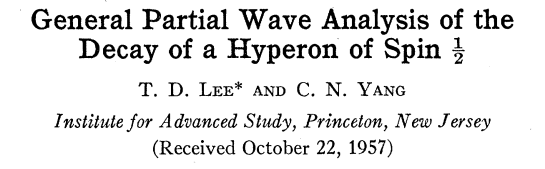 General Partial Wave Analysis of the
Decay of a Hyperon of Spin ½
T. D. LEE* AND C. N. YANG
Institute for Advanced Study, Princeton, New Jersey
(Received October 22, 1957)